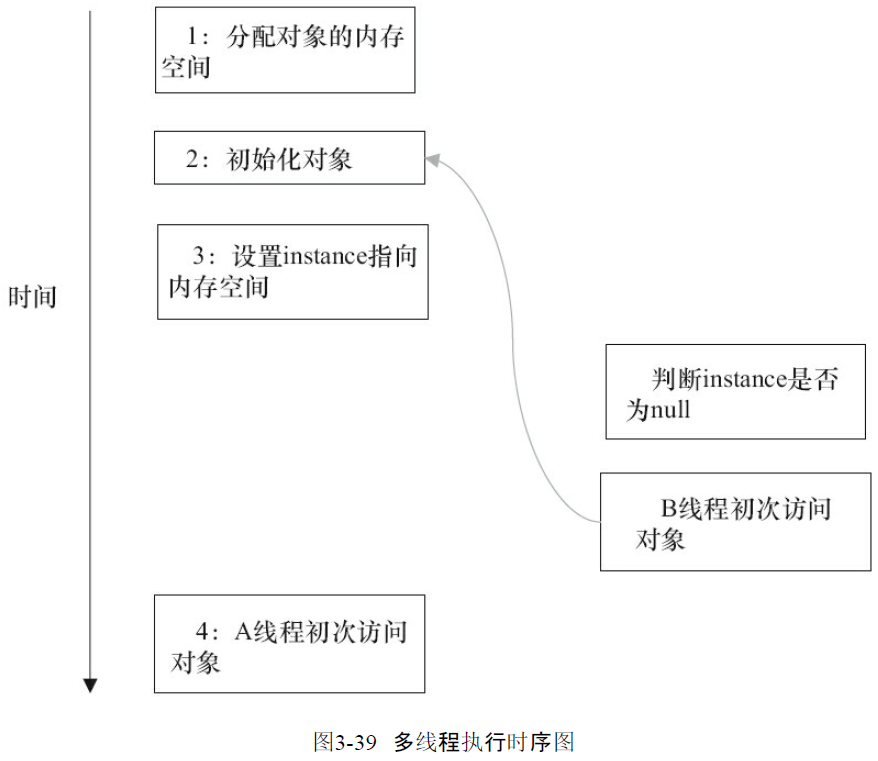 1：分配对象的内存
空间
2：初始化对象
3：设置instance指向
内存空间
时间
判断instance是否
为null
B线程初次访问
对象
4：A线程初次访问
对象
图3-39 多线程执行时序图